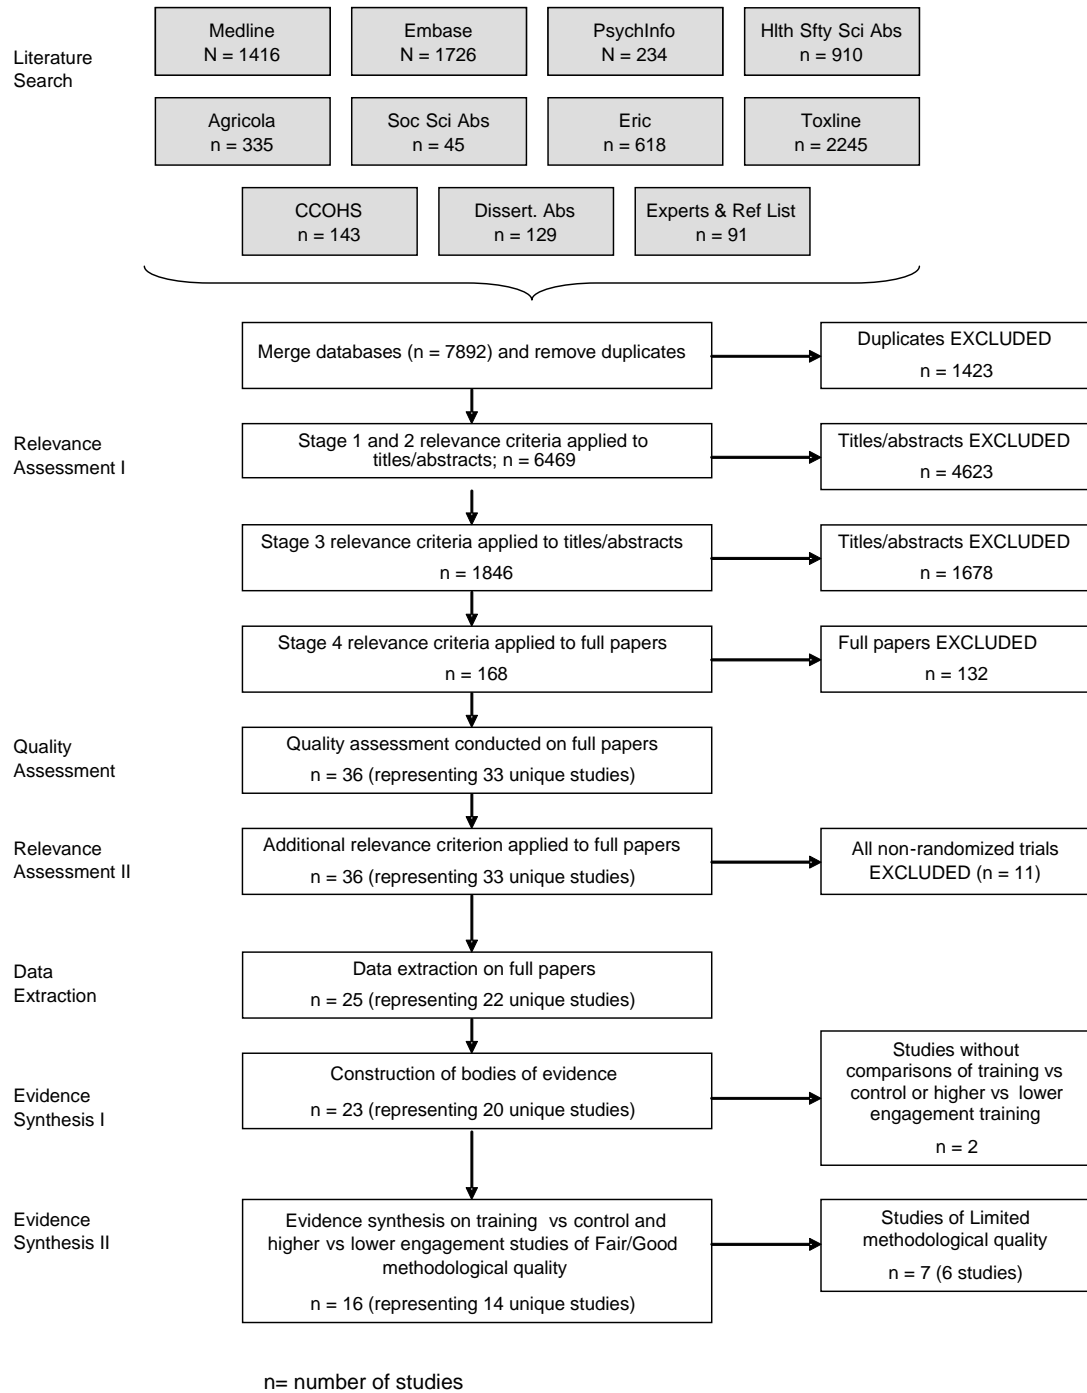 Literature
Search
Medline
N = 1416
Embase
N = 1726
PsychInfo
N = 234
Hlth Sfty Sci Abs
n = 910
Agricola
n = 335
Soc Sci Abs
n = 45
Eric
n = 618
Toxline
n = 2245
CCOHS
n = 143
Dissert. Abs
n = 129
Experts & Ref List
n = 91
Merge databases (n = 7892) and remove duplicates
Duplicates EXCLUDED
n = 1423
Relevance
Assessment I
Stage 1 and 2 relevance criteria applied to
titles/abstracts; n = 6469
Titles/abstracts EXCLUDED
n = 4623
Stage 3 relevance criteria applied to titles/abstracts
n = 1846
Titles/abstracts EXCLUDED
n = 1678
Stage 4 relevance criteria applied to full papers
n = 168
Full papers EXCLUDED
n = 132
Quality
Assessment
Quality assessment conducted on full papers
n = 36 (representing 33 unique studies)
Relevance
Assessment II
Additional relevance criterion applied to full papers
n = 36 (representing 33 unique studies)
All non-randomized trials
EXCLUDED (n = 11)
Data
Extraction
Data extraction on full papers
n = 25 (representing 22 unique studies)
Evidence
Synthesis I
Construction of bodies of evidence
n = 23 (representing 20 unique studies)
Studies without
comparisons of training vs
control or higher vs lower
engagement training
n = 2
Evidence
Synthesis II
Evidence synthesis on training vs control and
higher vs lower engagement studies of Fair/Good
methodological quality
n = 16 (representing 14 unique studies)
Studies of Limited
methodological quality
n = 7 (6 studies)
n= number of studies